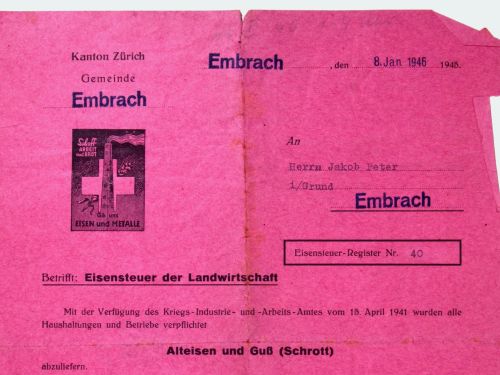 Kanton Zürich
Gemeinde
Embrach
Embrach, den 8. Jan 1946 1945.
Schafft
ARBEIT
und BROT
Gib uns
EISEN und METALLE
An
Herrn Jakob Peter
i/Grund
Embrach
Eisensteuer-Register Nr. 40
Betrifft: Eisensteuer der Landwirtschaft
Mit der Verfügung des Kriegs-Industrie- und -Arbeits-Amtes vom 15. April 1941 wurden alle
Haushaltungen und Betriebe verpflichtet
Alteisen und Guß (Schrott)
abzuliefern.